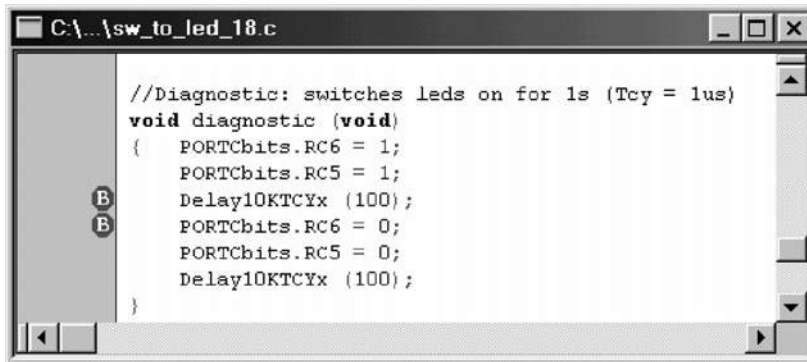 C:\...\sw_to_led_18.c
//Diagnostic: switches leds on for 1s (Tcy = 1us)
void diagnostic (void)
{ PORTCbits.RC6 = 1;
PORTCbits.RC5 = 1;
B Delay10KTCYx (100);
B PORTCbits.RC6 = 0;
PORTCbits.RC5 = 0;
Delay10KTCYx (100);
}